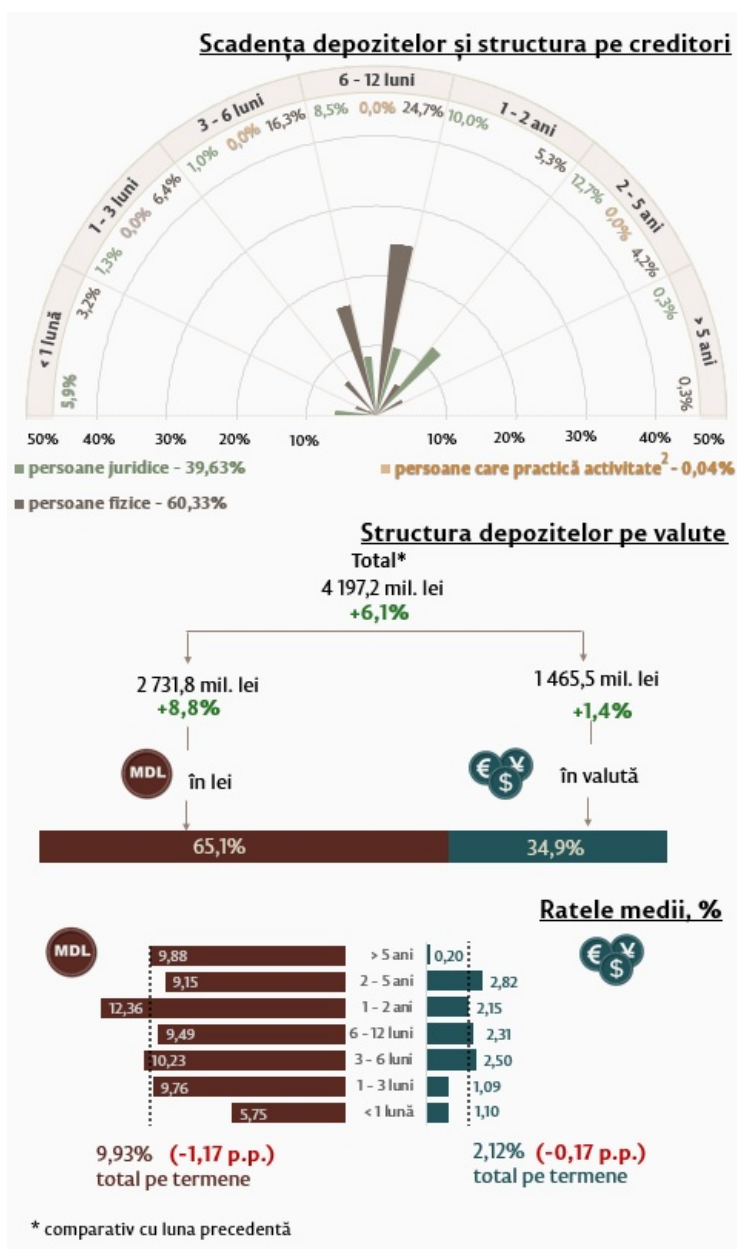 Scadența depozitelor și structura pe creditori
< 1 lună
1 - 3 luni
3 - 6 luni
6 - 12 luni
1 - 2 ani
2 - 5 ani
> 5 ani
5,9%
3,2%
1,3%
0,0%
6,4%
1,0%
0,0%
16,3%
8,5%
0,0%
24,7%
10,0%
5,3%
12,7%
0,0%
4,2%
0,3%
0,3%
50% 40% 30% 20% 10% 10% 20% 30% 40% 50%
persoane juridice - 39,63%
persoane care practică activitate2 - 0,04%
persoane fizice - 60,33%
Structura depozitelor pe valute
Total*
4 197,2 mil. lei
+6,1%
2 731,8 mil. lei
+8,8%
1 465,5 mil. lei
+1,4%
MDL
în lei
€ ¥ $
în valută
65,1%
34,9%
Ratele medii, %
MDL
€ ¥ $
9,88 > 5 ani 0,20
9,15 2 - 5 ani 2,82
12,36 1 - 2 ani 2,15
9,49 6 - 12 luni 2,31
10,23 3 - 6 luni 2,50
9,76 1 - 3 luni 1,09
5,75 < 1 lună 1,10
9,93% (-1,17 p.p.)
total pe termene
2,12% (-0,17 p.p.)
total pe termene
* comparativ cu luna precedentă